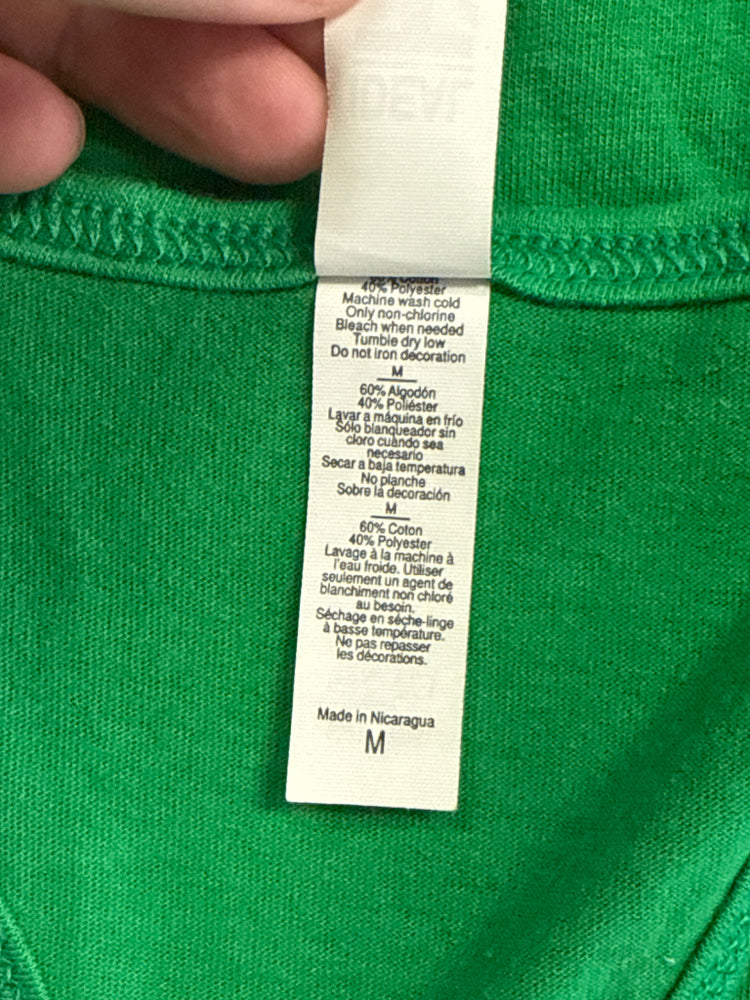 IDEAL
60% Cotton
40% Polyester
Machine wash cold
Only non-chlorine
Bleach when needed
Tumble dry low
Do not iron decoration
M
60% Algodón
40% Poliéster
Lavar a máquina en frío
Sólo blanqueador sin
cloro cuando sea
necesario
Secar a baja temperatura
No planche
Sobre la decoración
M
60% Coton
40% Polyester
Lavage à la machine à
l'eau froide. Utiliser
seulement un agent de
blanchiment non chloré
au besoin.
Séchage en sèche-linge
à basse température.
Ne pas repasser
les décorations.
Made in Nicaragua
M